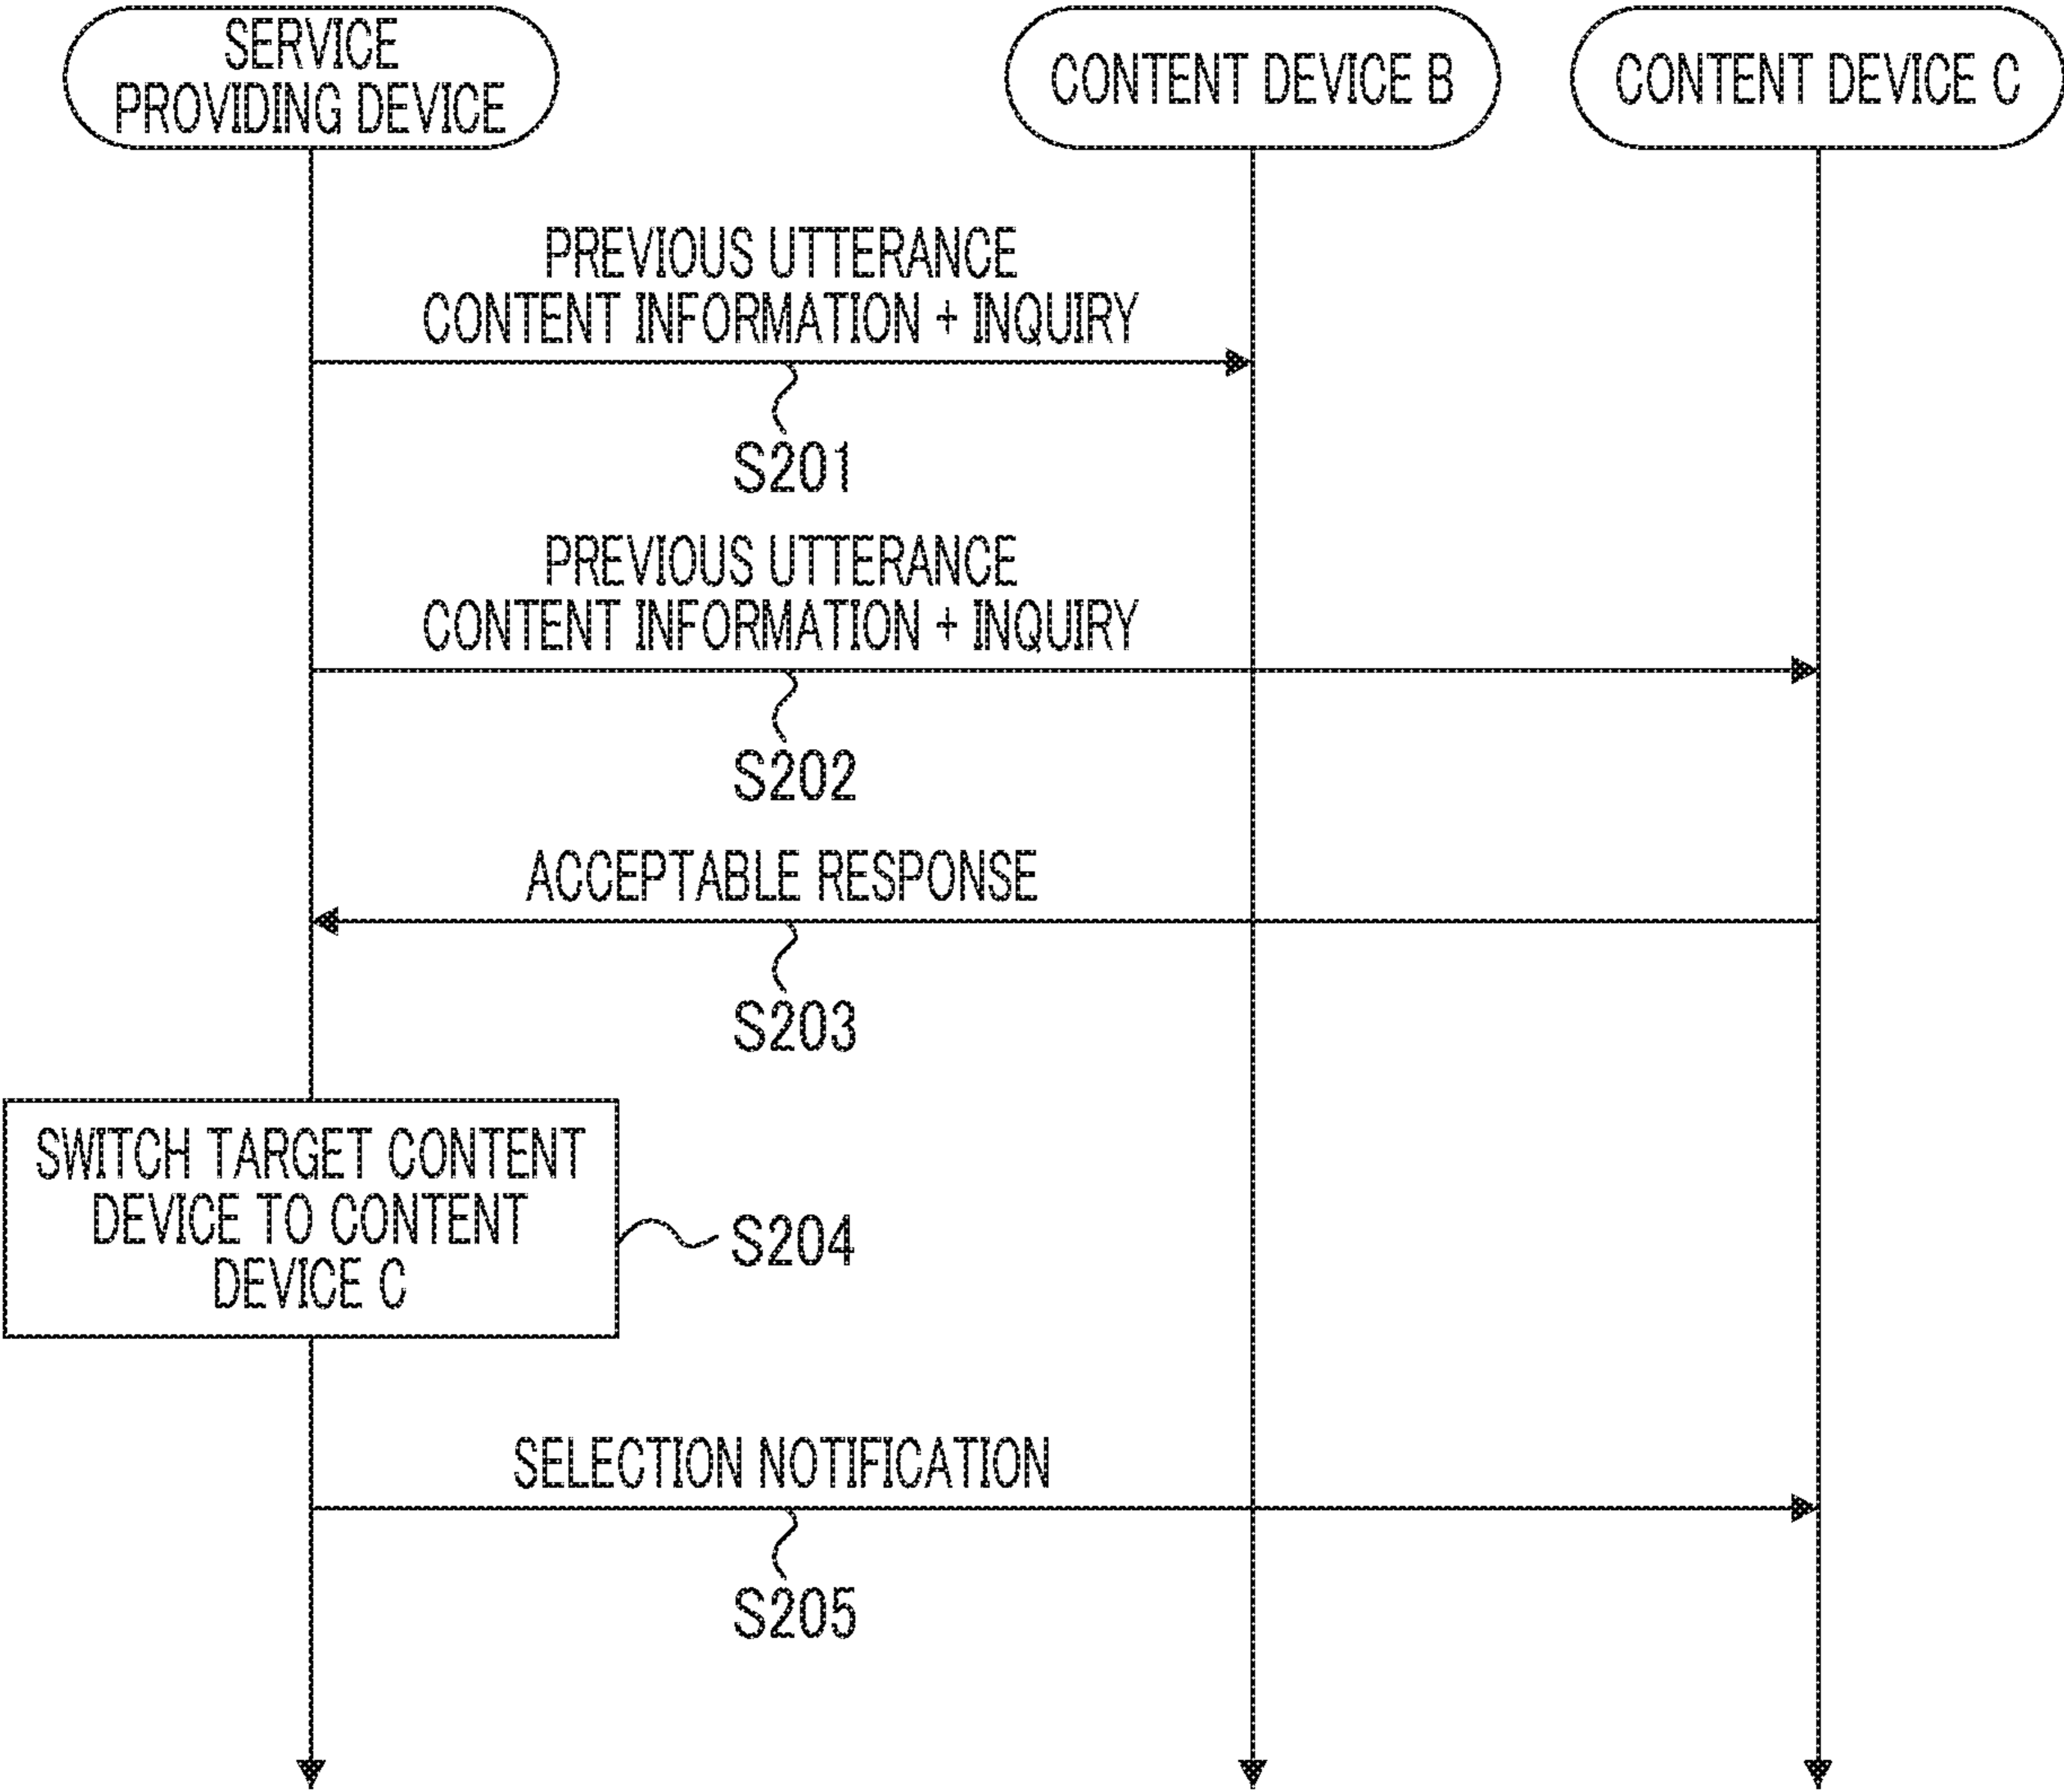 SERVICE
PROVIDING DEVICE
CONTENT DEVICE B
CONTENT DEVICE C
PREVIOUS UTTERANCE
CONTENT INFORMATION + INQUIRY
S201
PREVIOUS UTTERANCE
CONTENT INFORMATION + INQUIRY
S202
ACCEPTABLE RESPONSE
S203
SWITCH TARGET CONTENT
DEVICE TO CONTENT
DEVICE C
S204
SELECTION NOTIFICATION
S205